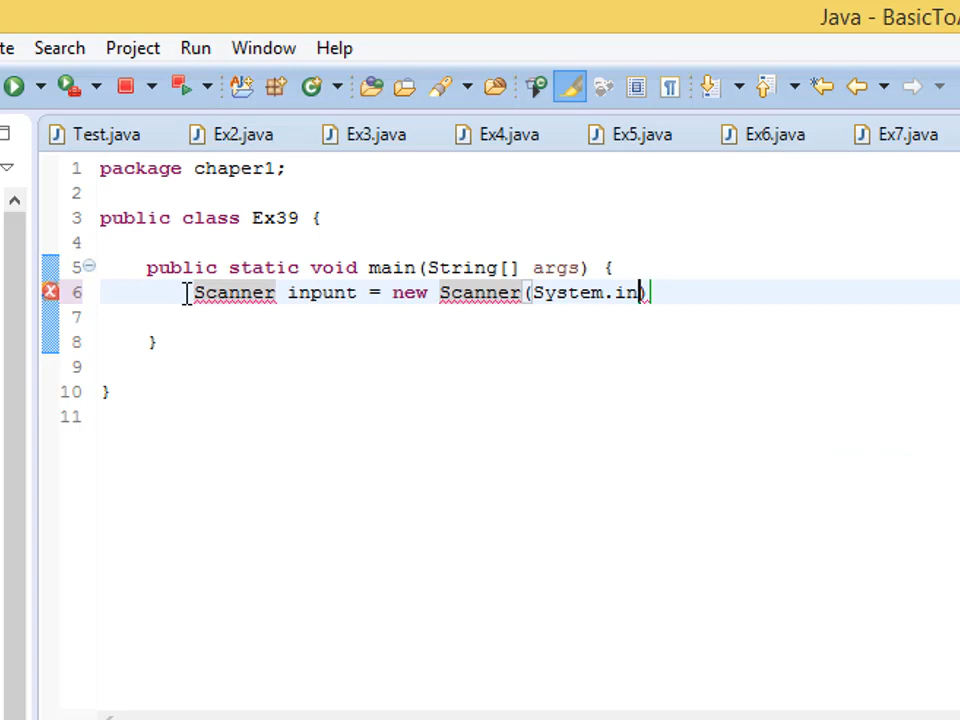 Java - BasicToA
te Search Project Run Window Help
Test.java Ex2.java Ex3.java Ex4.java Ex5.java Ex6.java Ex7.java
1 package chaper1;
2
3 public class Ex39 {
4
5 public static void main(String[] args) {
6 Scanner inpunt = new Scanner(System.in)
7
8 }
9
10 }
11